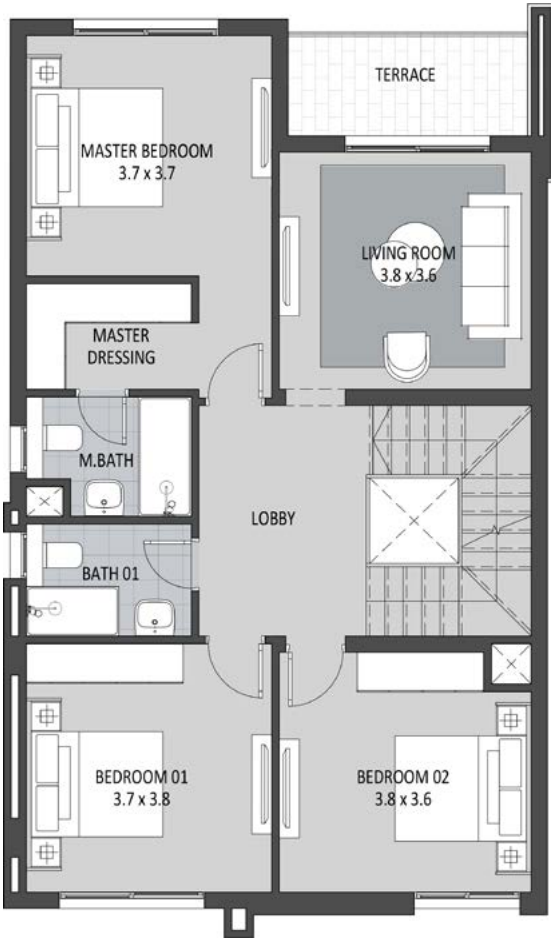 TERRACE
MASTER BEDROOM
3.7 x 3.7
LIVING ROOM
3.8 x 3.6
MASTER
DRESSING
M.BATH
LOBBY
BATH 01
BEDROOM 01
3.7 x 3.8
BEDROOM 02
3.8 x 3.6